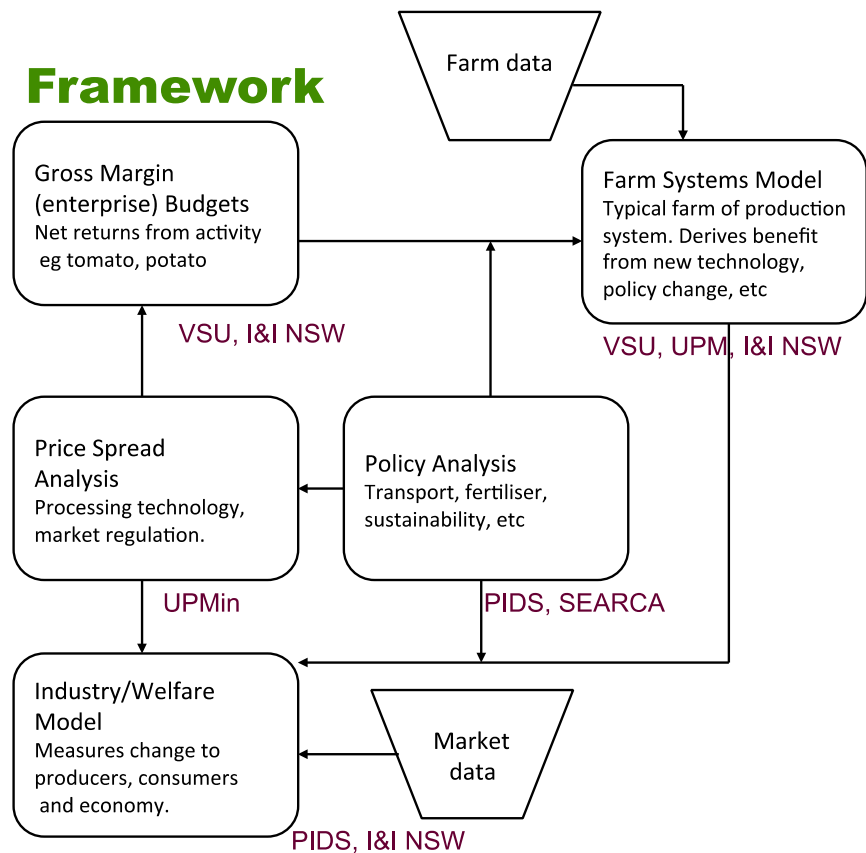 Framework
Farm data
Gross Margin
(enterprise) Budgets
Net returns from activity
eg tomato, potato
VSU, I&I NSW
Farm Systems Model
Typical farm of production
system. Derives benefit
from new technology,
policy change, etc
VSU, UPM, I&I NSW
Price Spread
Analysis
Processing technology,
market regulation.
UPMin
Policy Analysis
Transport, fertiliser,
sustainability, etc
PIDS, SEARCA
Industry/Welfare
Model
Measures change to
producers, consumers
and economy.
PIDS, I&I NSW
Market
data